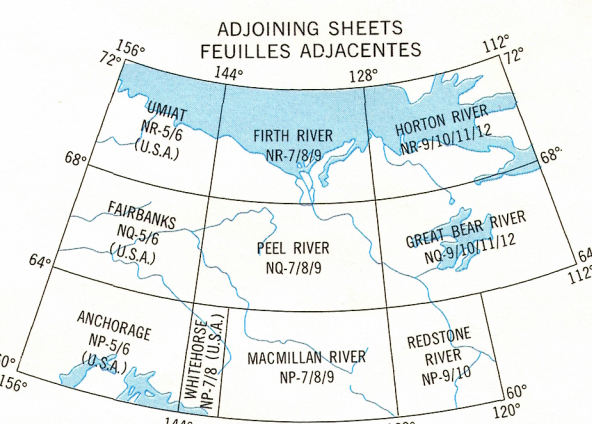 ADJOINING SHEETS
FEUILLES ADJACENTES
156°
112°
72°
144°
128°
72°
UMIAT
NR-5/6
(U.S.A.)
FIRTH RIVER
NR-7/8/9
HORTON RIVER
NR-9/10/11/12
68°
68°
FAIRBANKS
NQ-5/6
(U.S.A.)
PEEL RIVER
NQ-7/8/9
GREAT BEAR RIVER
NQ-9/10/11/12
64°
64
112°
ANCHORAGE
NP-5/6
(U.S.A.)
WHITEHORSE
NP-7/8 (U.S.A.)
MACMILLAN RIVER
NP-7/8/9
REDSTONE
RIVER
NP-9/10
0°
156°
60°
120°
144°